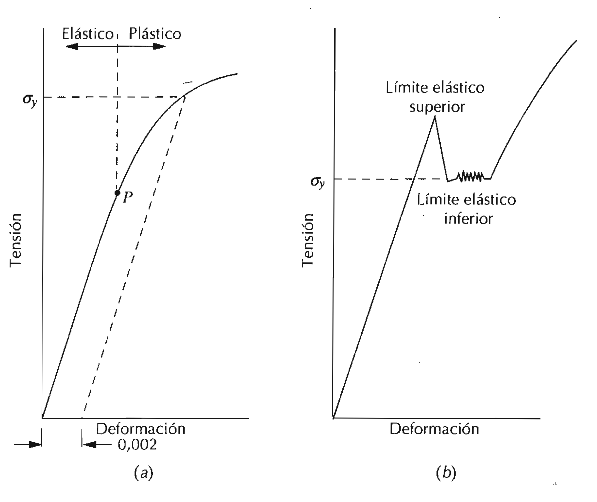 Elástico
Plástico
σy
P
Tensión
Deformación
0,002
(a)
Límite elástico
superior
σy
Límite elástico
inferior
Tensión
Deformación
(b)